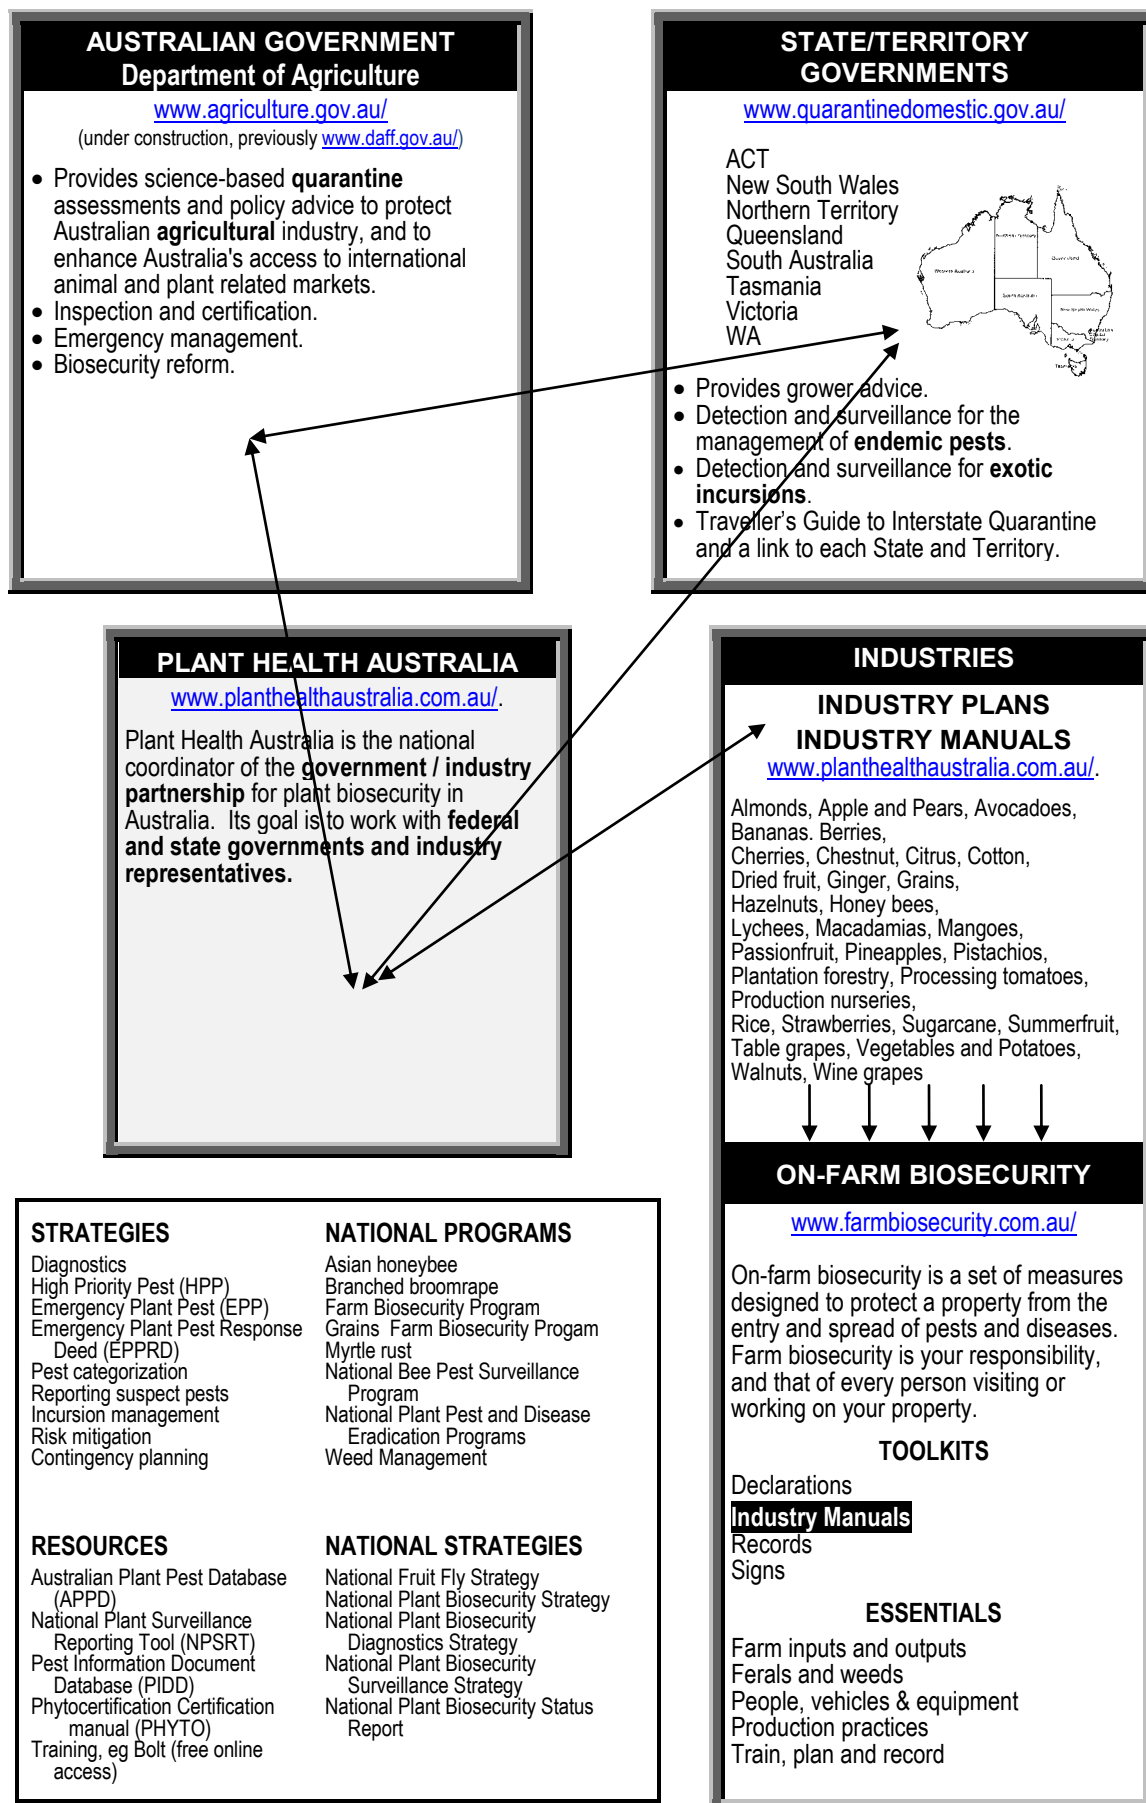 AUSTRALIAN GOVERNMENT
Department of Agriculture
www.agriculture.gov.au/
(under construction, previously www.daff.gov.au/)
• Provides science-based quarantine
assessments and policy advice to protect
Australian agricultural industry, and to
enhance Australia's access to international
animal and plant related markets.
• Inspection and certification.
• Emergency management.
• Biosecurity reform.
STATE/TERRITORY
GOVERNMENTS
www.quarantinedomestic.gov.au/
ACT
New South Wales
Northern Territory
Queensland
South Australia
Tasmania
Victoria
WA
• Provides grower advice.
• Detection and surveillance for the
management of endemic pests.
• Detection and surveillance for exotic
incursions.
• Traveller's Guide to Interstate Quarantine
and a link to each State and Territory.
PLANT HEALTH AUSTRALIA
www.planthealthaustralia.com.au/.
Plant Health Australia is the national
coordinator of the government / industry
partnership for plant biosecurity in
Australia. Its goal is to work with federal
and state governments and industry
representatives.
INDUSTRIES
INDUSTRY PLANS
INDUSTRY MANUALS
www.planthealthaustralia.com.au/.
Almonds, Apple and Pears, Avocadoes,
Bananas. Berries,
Cherries, Chestnut, Citrus, Cotton,
Dried fruit, Ginger, Grains,
Hazelnuts, Honey bees,
Lychees, Macadamias, Mangoes,
Passionfruit, Pineapples, Pistachios,
Plantation forestry, Processing tomatoes,
Production nurseries,
Rice, Strawberries, Sugarcane, Summerfruit,
Table grapes, Vegetables and Potatoes,
Walnuts, Wine grapes
ON-FARM BIOSECURITY
www.farmbiosecurity.com.au/
On-farm biosecurity is a set of measures
designed to protect a property from the
entry and spread of pests and diseases.
Farm biosecurity is your responsibility,
and that of every person visiting or
working on your property.
TOOLKITS
Declarations
Industry Manuals
Records
Signs
ESSENTIALS
Farm inputs and outputs
Ferals and weeds
People, vehicles & equipment
Production practices
Train, plan and record
STRATEGIES
Diagnostics
High Priority Pest (HPP)
Emergency Plant Pest (EPP)
Emergency Plant Pest Response
Deed (EPPRD)
Pest categorization
Reporting suspect pests
Incursion management
Risk mitigation
Contingency planning
NATIONAL PROGRAMS
Asian honeybee
Branched broomrape
Farm Biosecurity Program
Grains Farm Biosecurity Progam
Myrtle rust
National Bee Pest Surveillance
Program
National Plant Pest and Disease
Eradication Programs
Weed Management
RESOURCES
Australian Plant Pest Database
(APPD)
National Plant Surveillance
Reporting Tool (NPSRT)
Pest Information Document
Database (PIDD)
Phytocertification Certification
manual (PHYTO)
Training, eg Bolt (free online
access)
NATIONAL STRATEGIES
National Fruit Fly Strategy
National Plant Biosecurity Strategy
National Plant Biosecurity
Diagnostics Strategy
National Plant Biosecurity
Surveillance Strategy
National Plant Biosecurity Status
Report